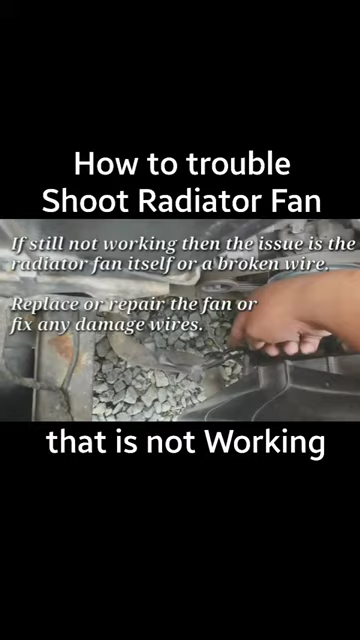 How to trouble
Shoot Radiator Fan
If still not working then the issue is the
radiator fan itself or a broken wire.
Replace or repair the fan or
fix any damage wires.
that is not Working